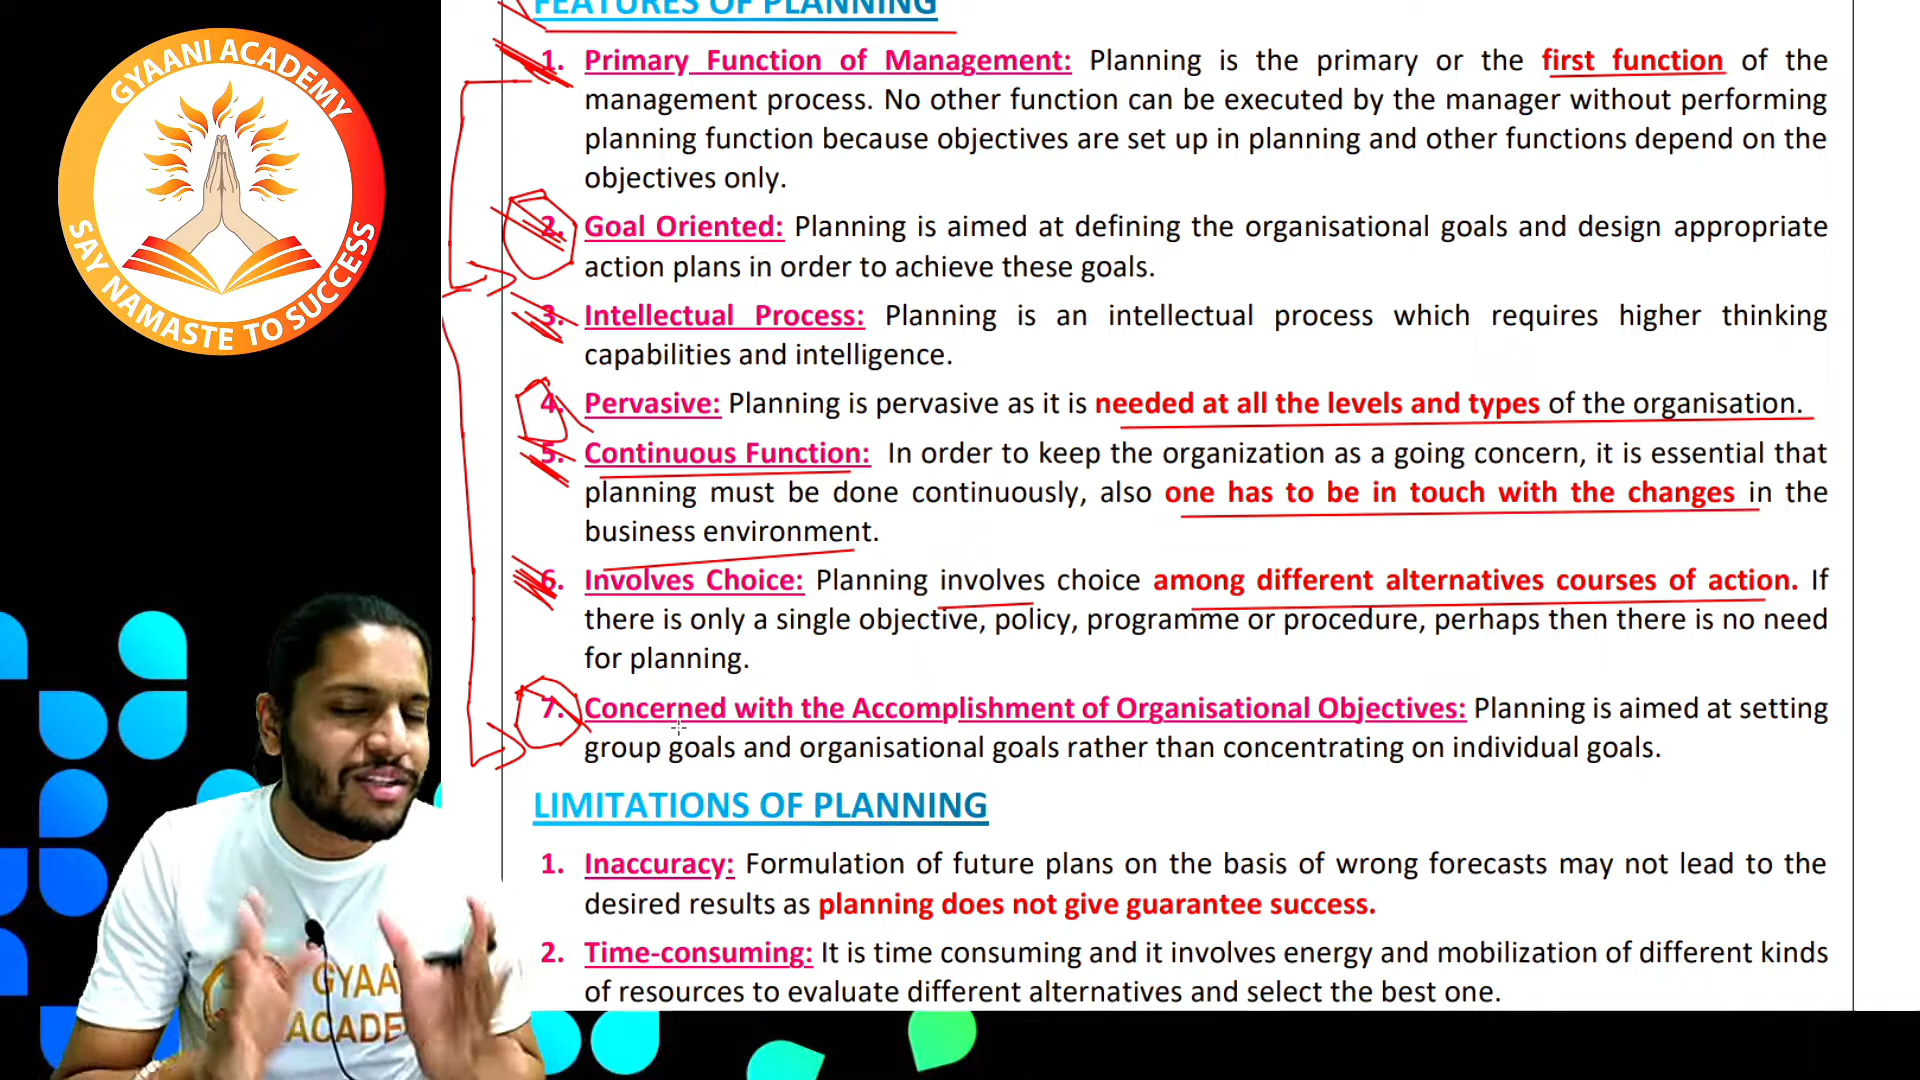 GYAANI ACADEMY
SAY NAMASTE TO SUCCESS
FEATURES OF PLANNING
1. Primary Function of Management: Planning is the primary or the first function of the
management process. No other function can be executed by the manager without performing
planning function because objectives are set up in planning and other functions depend on the
objectives only.
2. Goal Oriented: Planning is aimed at defining the organisational goals and design appropriate
action plans in order to achieve these goals.
3. Intellectual Process: Planning is an intellectual process which requires higher thinking
capabilities and intelligence.
4. Pervasive: Planning is pervasive as it is needed at all the levels and types of the organisation.
5. Continuous Function: In order to keep the organization as a going concern, it is essential that
planning must be done continuously, also one has to be in touch with the changes in the
business environment.
6. Involves Choice: Planning involves choice among different alternatives courses of action. If
there is only a single objective, policy, programme or procedure, perhaps then there is no need
for planning.
7. Concerned with the Accomplishment of Organisational Objectives: Planning is aimed at setting
group goals and organisational goals rather than concentrating on individual goals.
LIMITATIONS OF PLANNING
1. Inaccuracy: Formulation of future plans on the basis of wrong forecasts may not lead to the
desired results as planning does not give guarantee success.
2. Time-consuming: It is time consuming and it involves energy and mobilization of different kinds
of resources to evaluate different alternatives and select the best one.
GYAA
ACADE